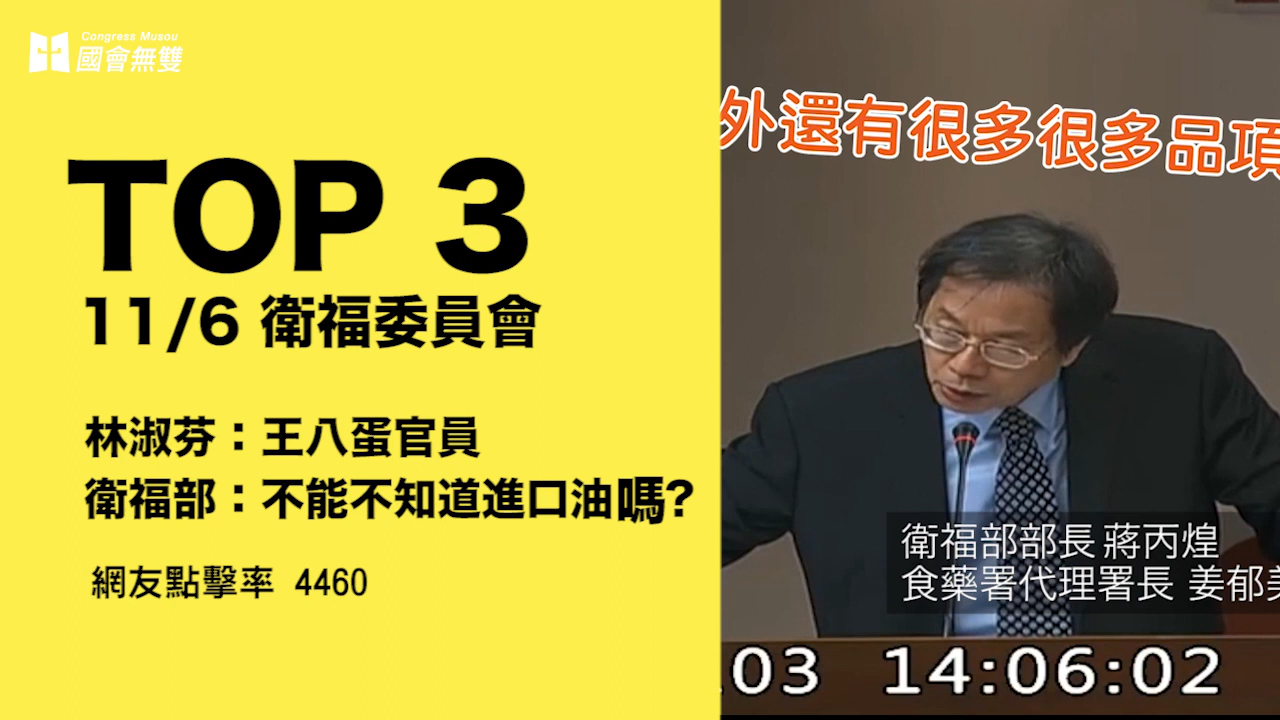 Congress Musou
國會無雙
TOP 3
11/6 衛福委員會
林淑芬：王八蛋官員
衛福部：不能不知道進口油嗎?
網友點擊率 4460
外還有很多很多品項
衛福部部長 蔣丙煌
食藥署代理署長 姜郁美
.03 14:06:02